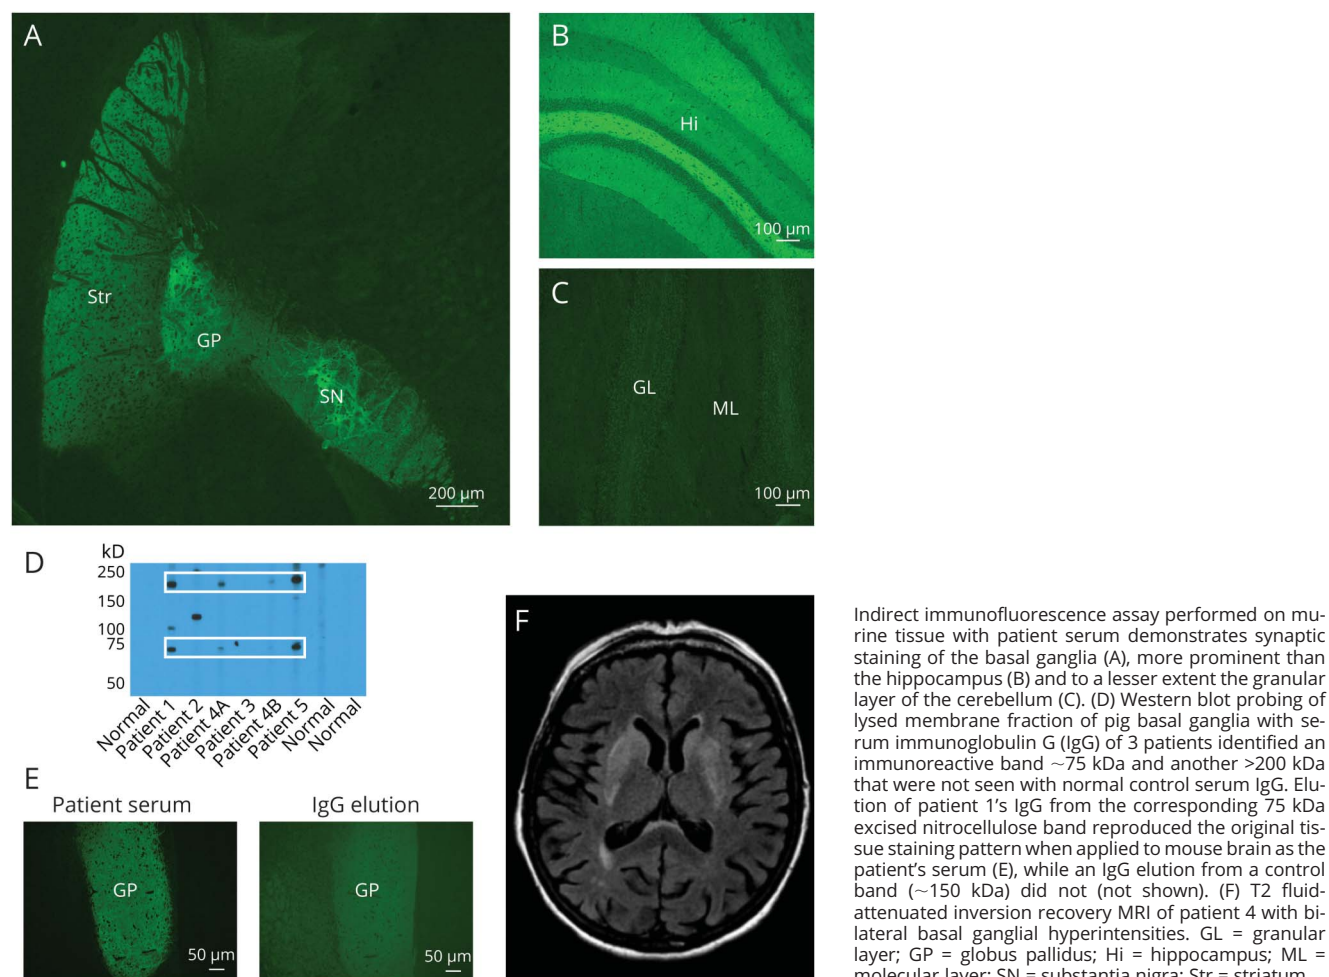 A
Str
GP
SN
200 µm
B
Hi
100 µm
C
GL
ML
100 µm
D
kD
250
150
100
75
50
Normal
Patient 1
Patient 2
Patient 4A
Patient 3
Patient 4B
Patient 5
Normal
Normal
E
Patient serum
GP
50 µm
IgG elution
GP
50 µm
F
Indirect immunofluorescence assay performed on mu-
rine tissue with patient serum demonstrates synaptic
staining of the basal ganglia (A), more prominent than
the hippocampus (B) and to a lesser extent the granular
layer of the cerebellum (C). (D) Western blot probing of
lysed membrane fraction of pig basal ganglia with se-
rum immunoglobulin G (IgG) of 3 patients identified an
immunoreactive band ~75 kDa and another >200 kDa
that were not seen with normal control serum IgG. Elu-
tion of patient 1's IgG from the corresponding 75 kDa
excised nitrocellulose band reproduced the original tis-
sue staining pattern when applied to mouse brain as the
patient's serum (E), while an IgG elution from a control
band (~150 kDa) did not (not shown). (F) T2 fluid-
attenuated inversion recovery MRI of patient 4 with bi-
lateral basal ganglial hyperintensities. GL = granular
layer; GP = globus pallidus; Hi = hippocampus; ML =
molecular layer; SN = substantia nigra; Str = striatum.